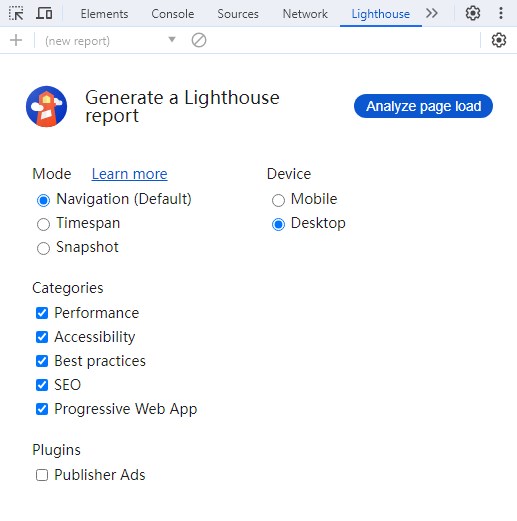 Elements Console Sources Network Lighthouse
(new report)
Generate a Lighthouse
report
Analyze page load
Mode Learn more
Device
Navigation (Default)
Mobile
Timespan
Desktop
Snapshot
Categories
Performance
Accessibility
Best practices
SEO
Progressive Web App
Plugins
Publisher Ads